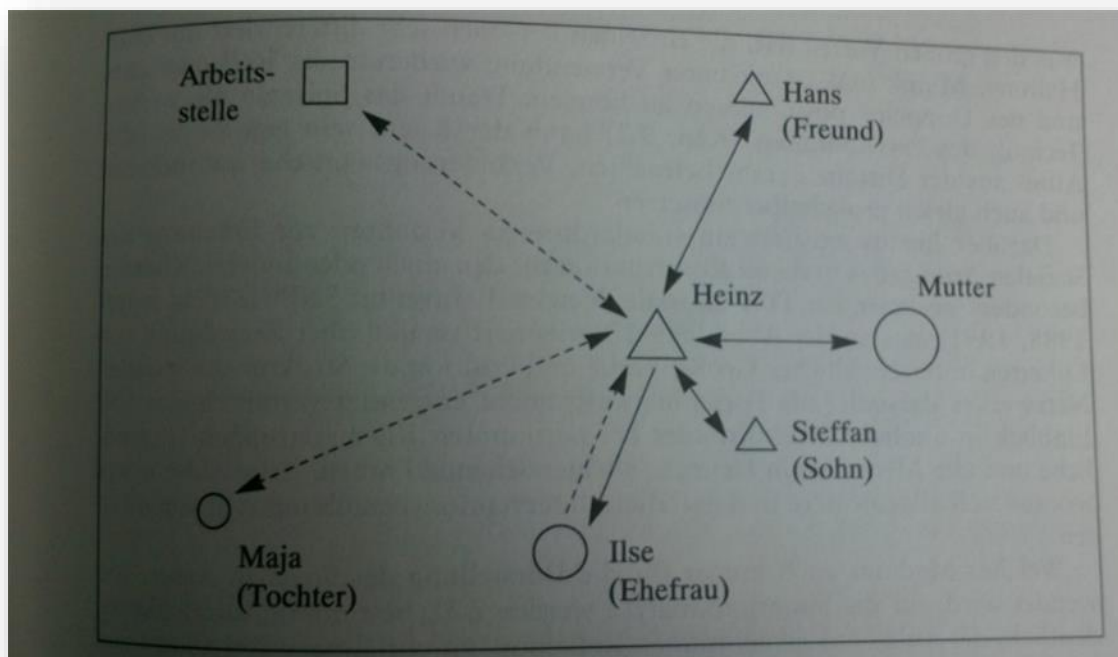 Arbeits-
stelle
Hans
(Freund)
Heinz
Mutter
Steffan
(Sohn)
Maja
(Tochter)
Ilse
(Ehefrau)